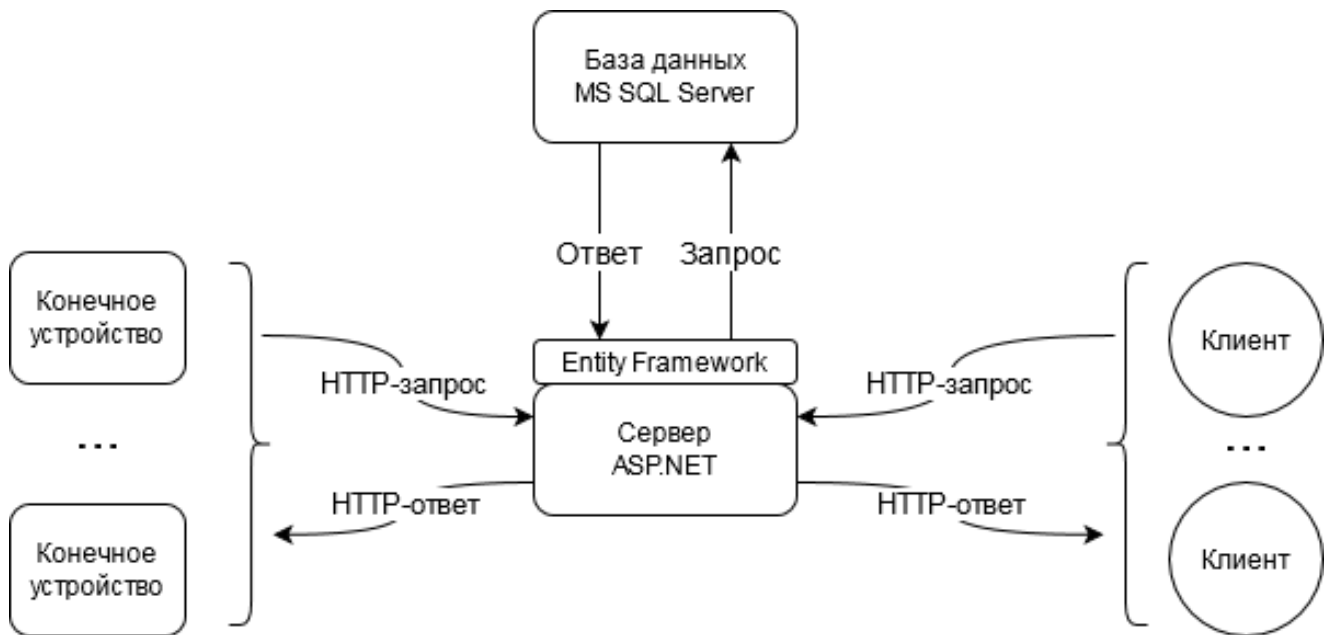 База данных
MS SQL Server
Ответ
Запрос
Конечное
устройство
HTTP-запрос
Entity Framework
HTTP-запрос
Клиент
...
Сервер
ASP.NET
...
HTTP-ответ
HTTP-ответ
Конечное
устройство
Клиент